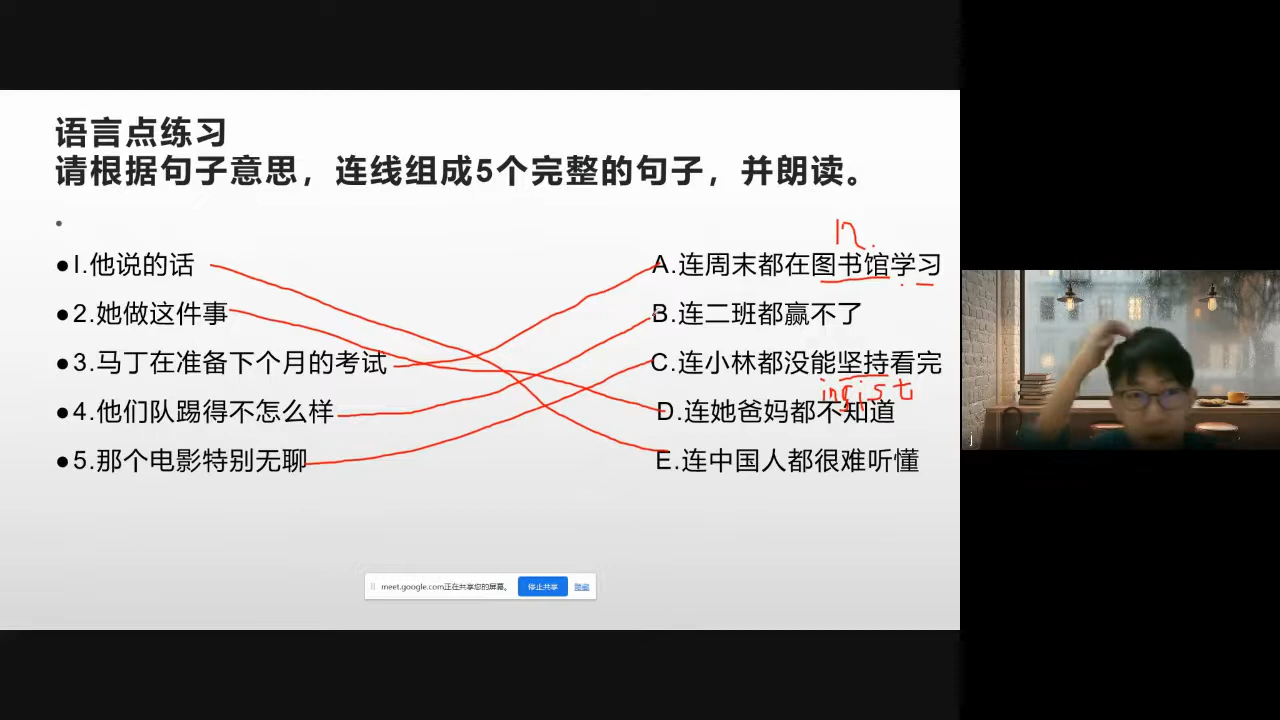 语言点练习
请根据句子意思，连线组成5个完整的句子，并朗读。
n.
●1.他说的话 A.连周末都在图书馆学习
●2.她做这件事 B.连二班都赢不了
●3.马丁在准备下个月的考试 C.连小林都没能坚持看完
insist
●4.他们队踢得不怎么样 D.连她爸妈都不知道
●5.那个电影特别无聊 E.连中国人都很难听懂
meet.google.com正在共享您的屏幕。 停止共享 隐藏
j